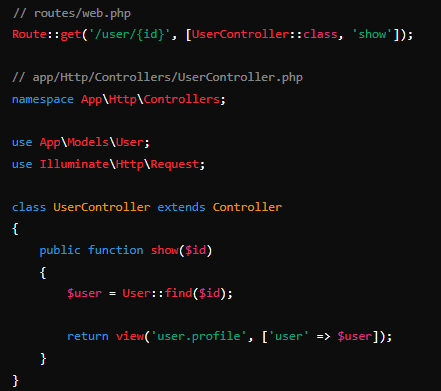 // routes/web.php
Route::get('/user/{id}', [UserController::class, 'show']);
// app/Http/Controllers/UserController.php
namespace App\Http\Controllers;
use App\Models\User;
use Illuminate\Http\Request;
class UserController extends Controller
{
    public function show($id)
    {
        $user = User::find($id);
        return view('user.profile', ['user' => $user]);
    }
}